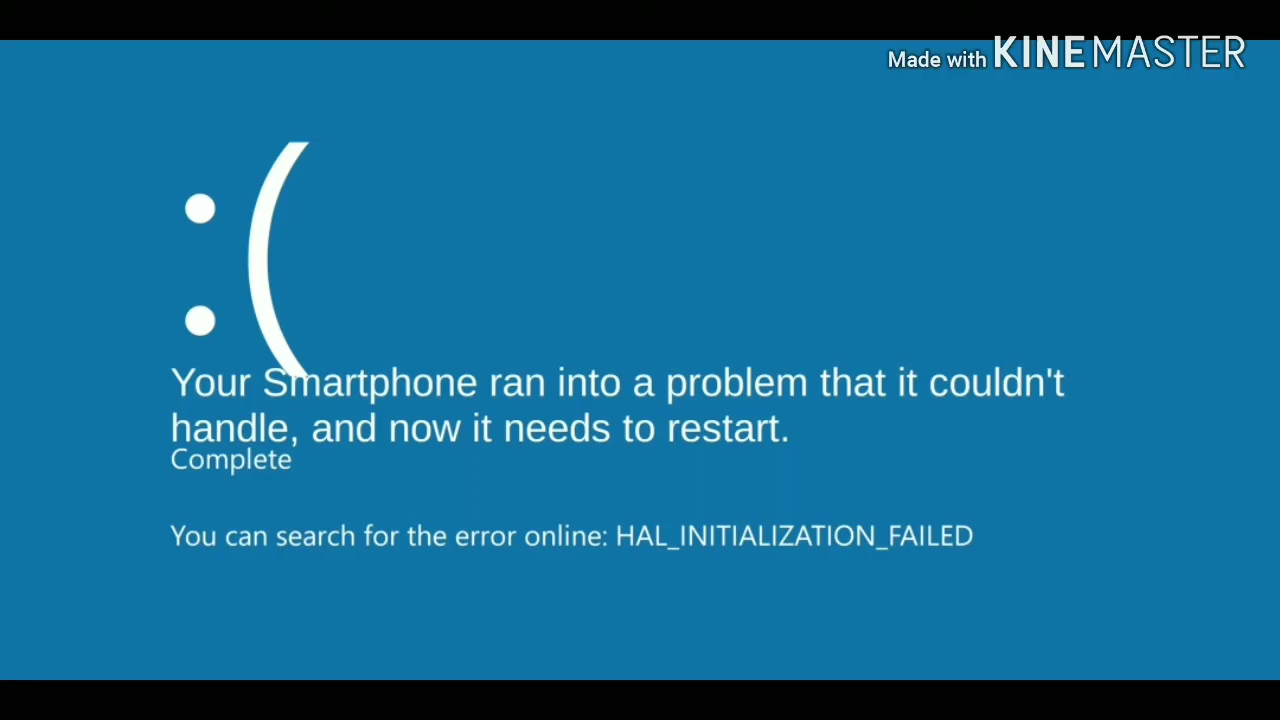 Made with KINEMASTER
:(
Your Smartphone ran into a problem that it couldn't
handle, and now it needs to restart.
Complete
You can search for the error online: HAL_INITIALIZATION_FAILED